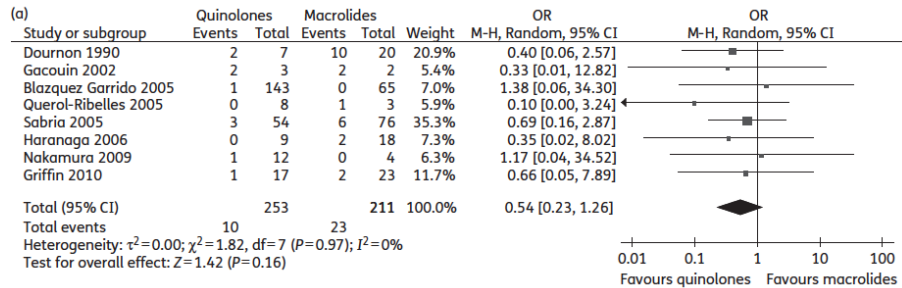 (a) Quinolones Macrolides OR OR
Study or subgroup Events Total Events Total Weight M-H, Random, 95% CI M-H, Random, 95% CI
Dournon 1990 2 7 10 20 20.9% 0.40 [0.06, 2.57]
Gacouin 2002 2 3 2 2 5.4% 0.33 [0.01, 12.82]
Blazquez Garrido 2005 1 143 0 65 7.0% 1.38 [0.06, 34.30]
Querol-Ribelles 2005 0 8 1 3 5.9% 0.10 [0.00, 3.24]
Sabria 2005 3 54 6 76 35.3% 0.69 [0.16, 2.87]
Haranaga 2006 0 9 2 18 7.3% 0.35 [0.02, 8.02]
Nakamura 2009 1 12 0 4 6.3% 1.17 [0.04, 34.52]
Griffin 2010 1 17 2 23 11.7% 0.66 [0.05, 7.89]
Total (95% CI) 253 211 100.0% 0.54 [0.23, 1.26]
Total events 10 23
Heterogeneity: τ²=0.00; χ²=1.82, df=7 (P=0.97); I²=0%
Test for overall effect: Z=1.42 (P=0.16)
0.01 0.1 1 10 100
Favours quinolones Favours macrolides